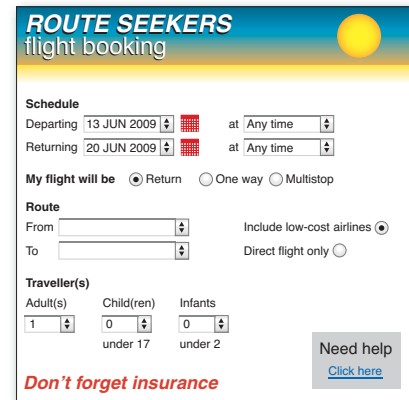 ROUTE SEEKERS
flight booking
Schedule
Departing 13 JUN 2009 at Any time
Returning 20 JUN 2009 at Any time
My flight will be Return One way Multistop
Route
From Include low-cost airlines
To Direct flight only
Traveller(s)
Adult(s) Child(ren) Infants
1 0 0
under 17 under 2
Need help
Click here
Don't forget insurance